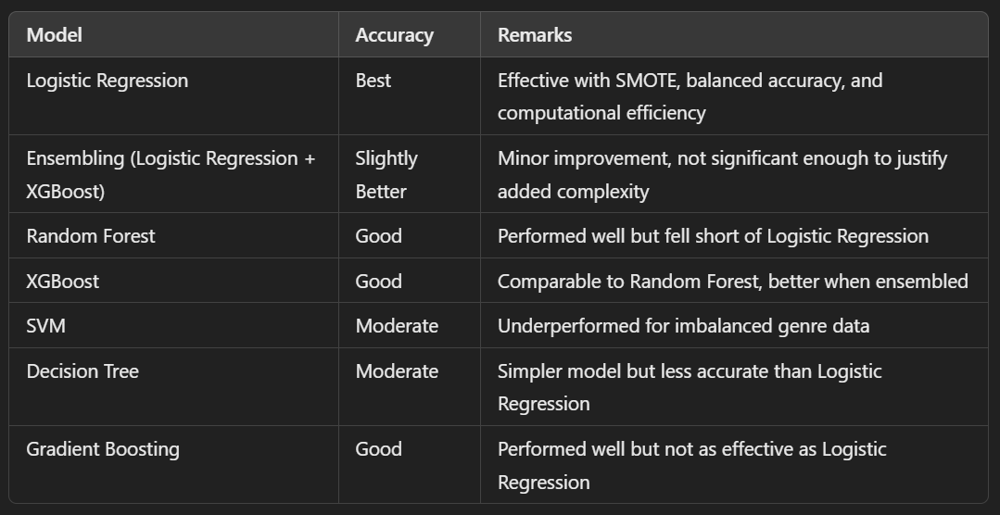 Model Accuracy Remarks
Logistic Regression Best Effective with SMOTE, balanced accuracy, and
computational efficiency
Ensembling (Logistic Regression + Slightly Minor improvement, not significant enough to justify
XGBoost) Better added complexity
Random Forest Good Performed well but fell short of Logistic Regression
XGBoost Good Comparable to Random Forest, better when ensembled
SVM Moderate Underperformed for imbalanced genre data
Decision Tree Moderate Simpler model but less accurate than Logistic
Regression
Gradient Boosting Good Performed well but not as effective as Logistic
Regression